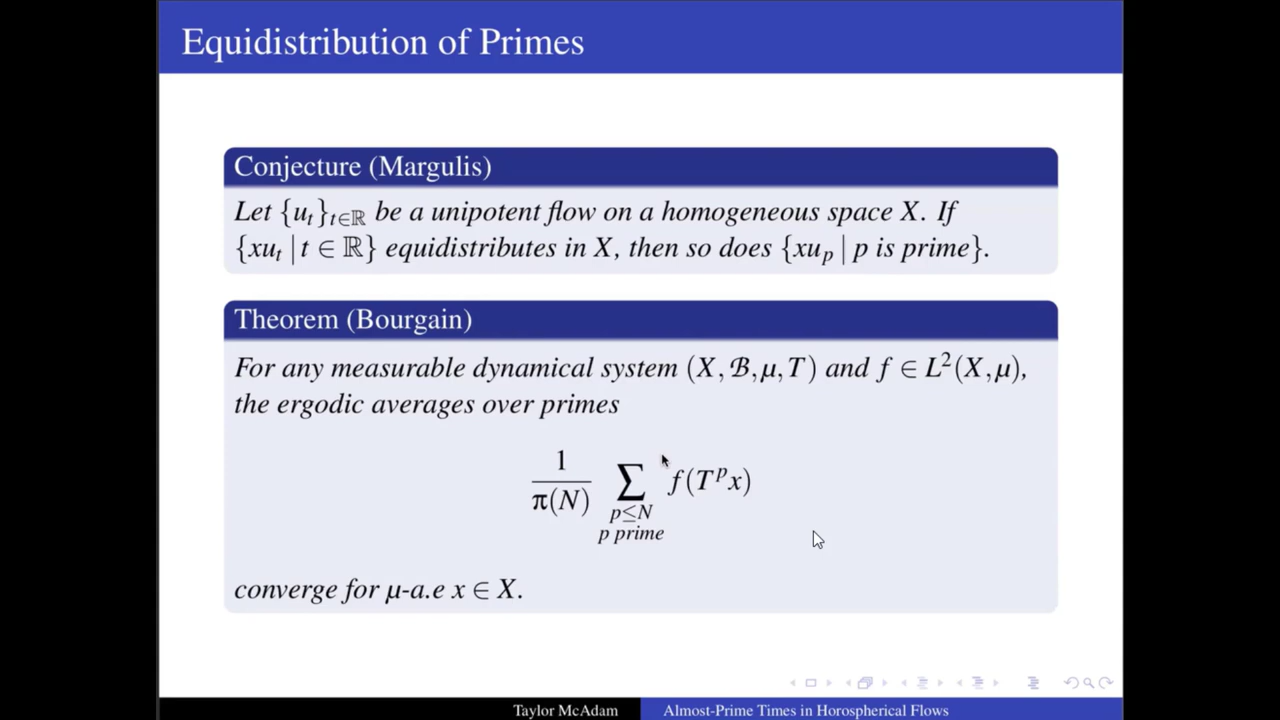 Equidistribution of Primes
Conjecture (Margulis)
Let {u_t}_{t∈ℝ} be a unipotent flow on a homogeneous space X. If
{xu_t | t ∈ ℝ} equidistributes in X, then so does {xu_p | p is prime}.
Theorem (Bourgain)
For any measurable dynamical system (X, ℬ, μ, T) and f ∈ L²(X, μ),
the ergodic averages over primes
1/π(N) ∑_{p≤N, p prime} f(T^p x)
converge for μ-a.e x ∈ X.
Taylor McAdam
Almost-Prime Times in Horospherical Flows